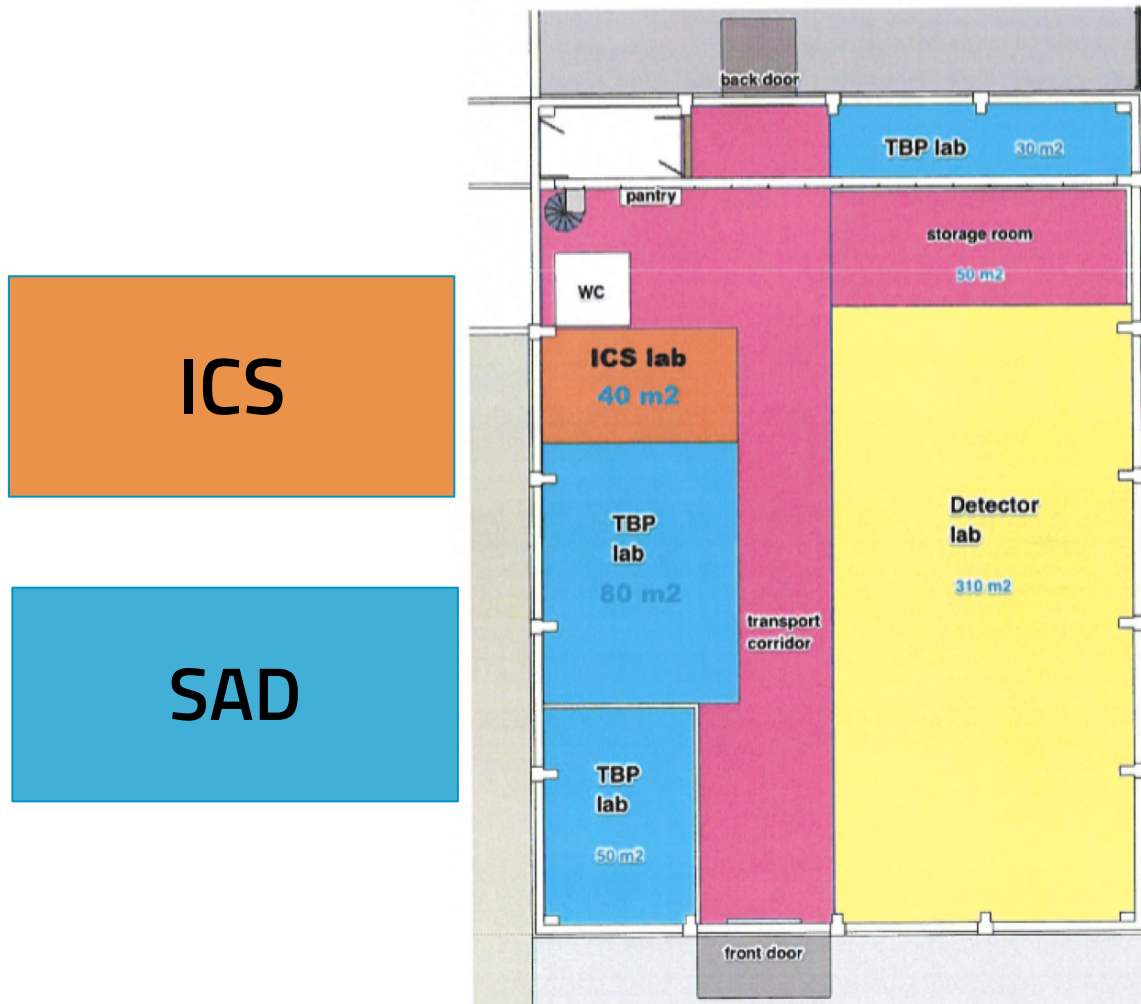 ICS
SAD
back door
TBP lab 30 m2
pantry
storage room
50 m2
WC
ICS lab
40 m2
TBP
lab
80 m2
Detector
lab
310 m2
transport
corridor
TBP
lab
50 m2
front door